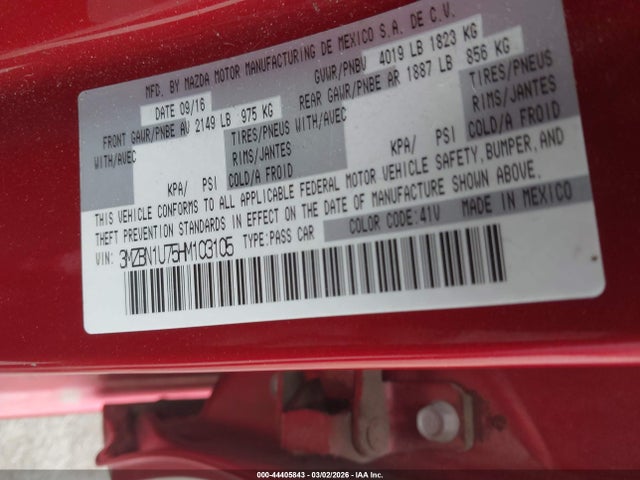 MFG. BY MAZDA MOTOR MANUFACTURING DE MEXICO S.A. DE C.V.
DATE 09/16 GVWR/PNBV 4019 LB 1823 KG
FRONT GAWR/PNBE AV 2149 LB 975 KG REAR GAWR/PNBE AR 1887 LB 856 KG
WITH/AVEC TIRES/PNEUS WITH/AVEC TIRES/PNEUS
RIMS/JANTES RIMS/JANTES
KPA/ PSI COLD/A FROID KPA/ PSI COLD/A FROID
THIS VEHICLE CONFORMS TO ALL APPLICABLE FEDERAL MOTOR VEHICLE SAFETY, BUMPER, AND
THEFT PREVENTION STANDARDS IN EFFECT ON THE DATE OF MANUFACTURE SHOWN ABOVE.
VIN: 3MZBN1U75HM103105 TYPE:PASS CAR COLOR CODE:41V MADE IN MEXICO
000-44405843 | 03/02/2026 - IAA Inc.